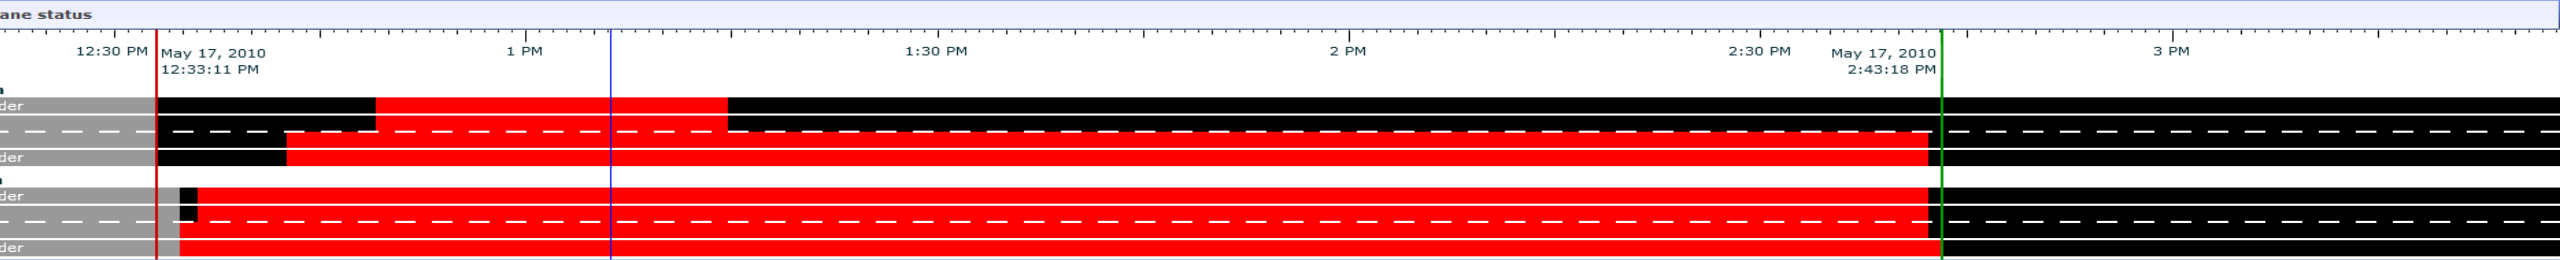 ane status
12:30 PM
May 17, 2010
12:33:11 PM
1 PM
1:30 PM
2 PM
2:30 PM
May 17, 2010
2:43:18 PM
3 PM
der
der
der
der